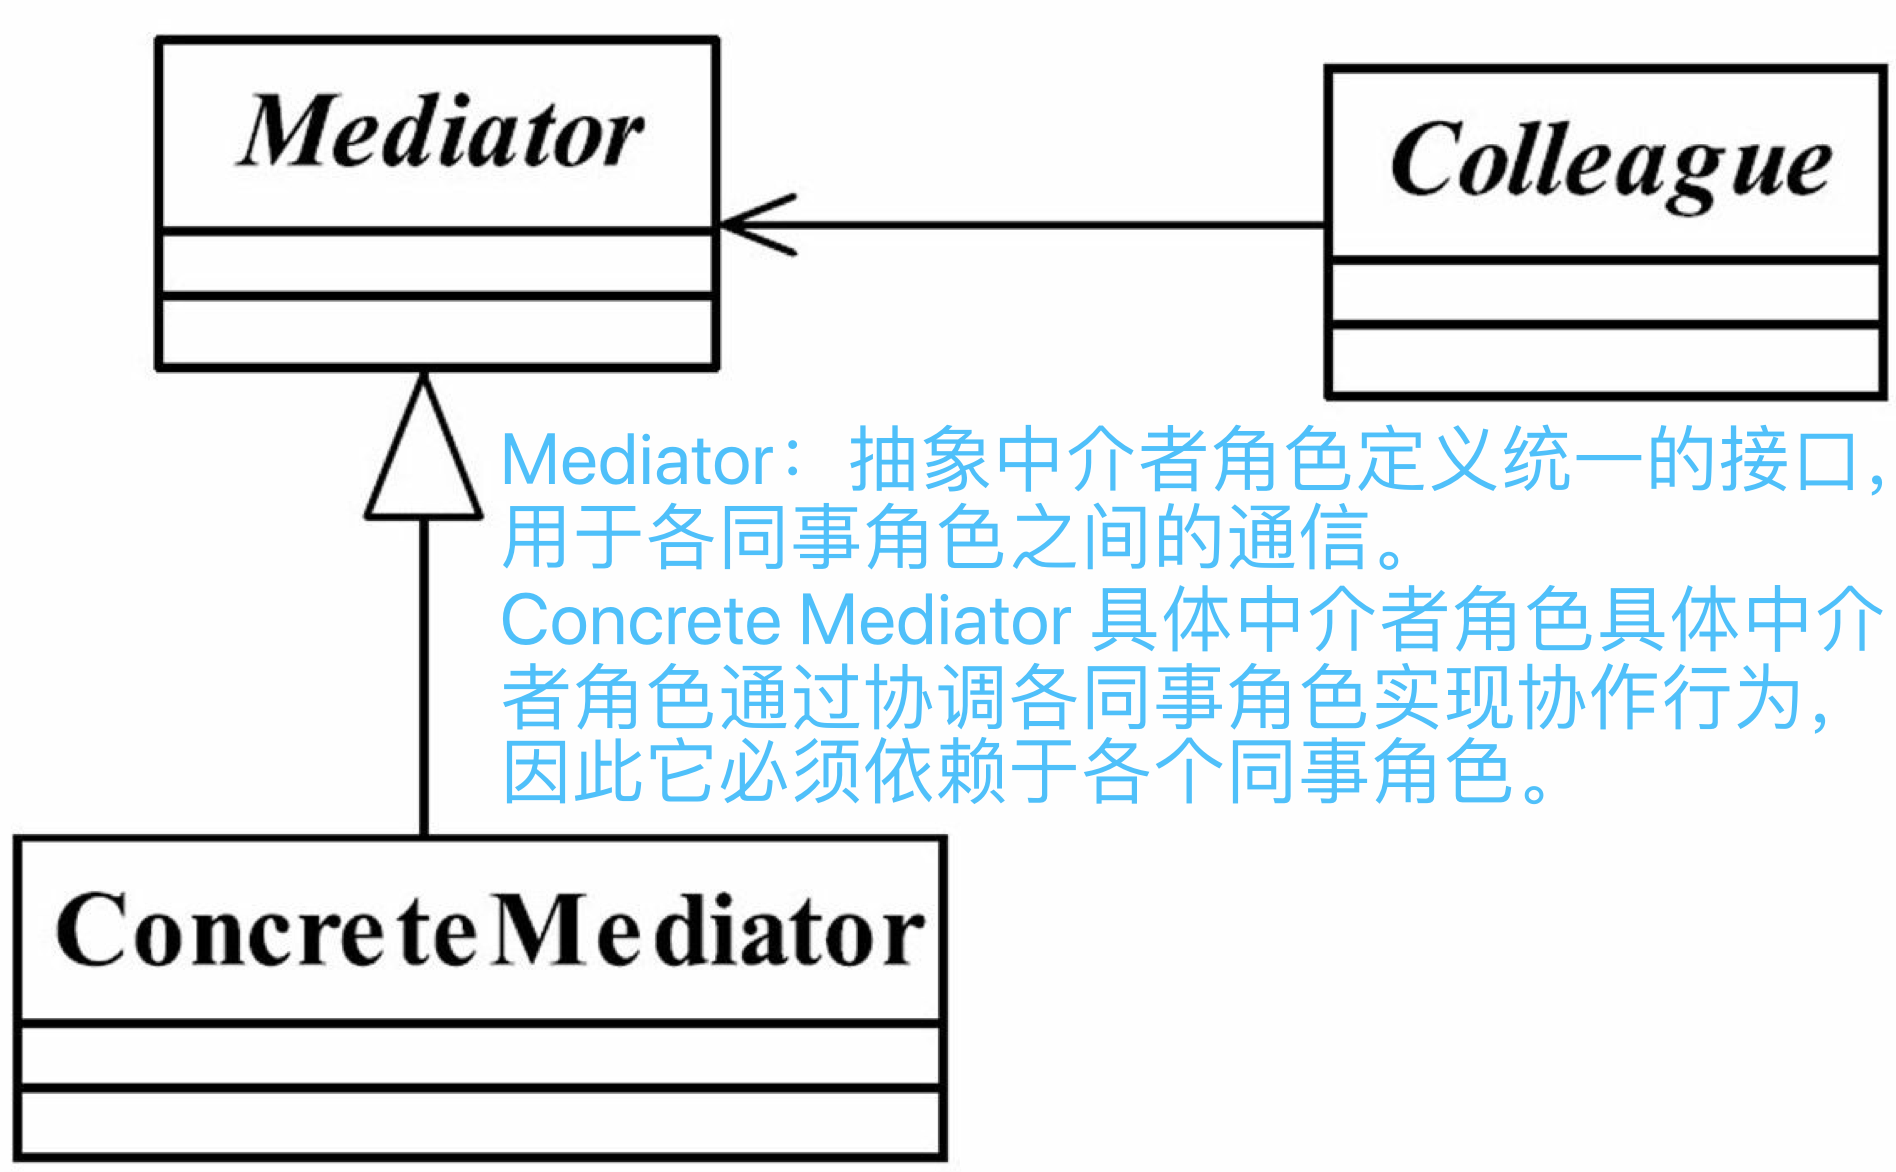 Mediator
Colleague
Mediator：抽象中介者角色定义统一的接口，
用于各同事角色之间的通信。
Concrete Mediator 具体中介者角色具体中介
者角色通过协调各同事角色实现协作行为，
因此它必须依赖于各个同事角色。
ConcreteMediator